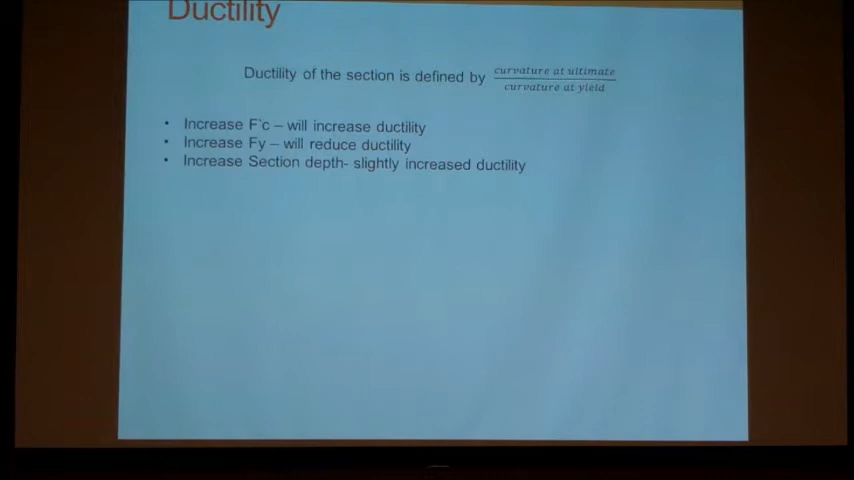 Ductility
Ductility of the section is defined by curvature at ultimate / curvature at yield
• Increase F'c – will increase ductility
• Increase Fy – will reduce ductility
• Increase Section depth- slightly increased ductility